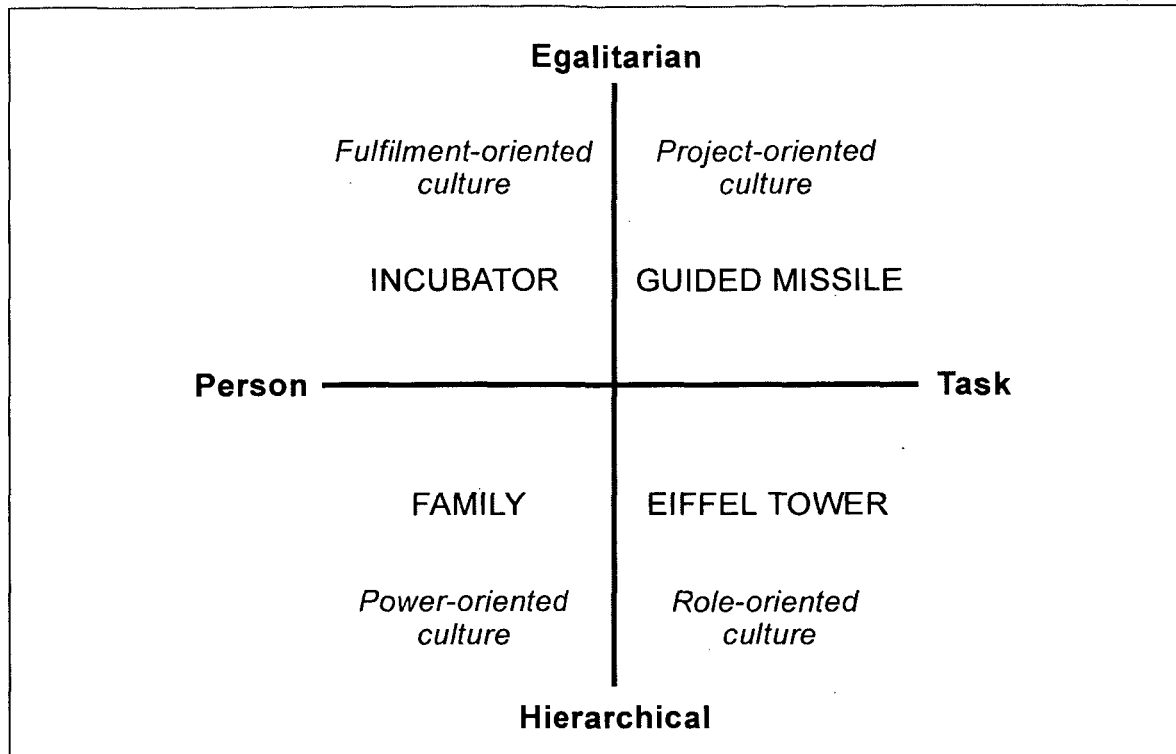 Egalitarian
Fulfilment-oriented
culture
Project-oriented
culture
INCUBATOR
GUIDED MISSILE
Person
Task
FAMILY
EIFFEL TOWER
Power-oriented
culture
Role-oriented
culture
Hierarchical